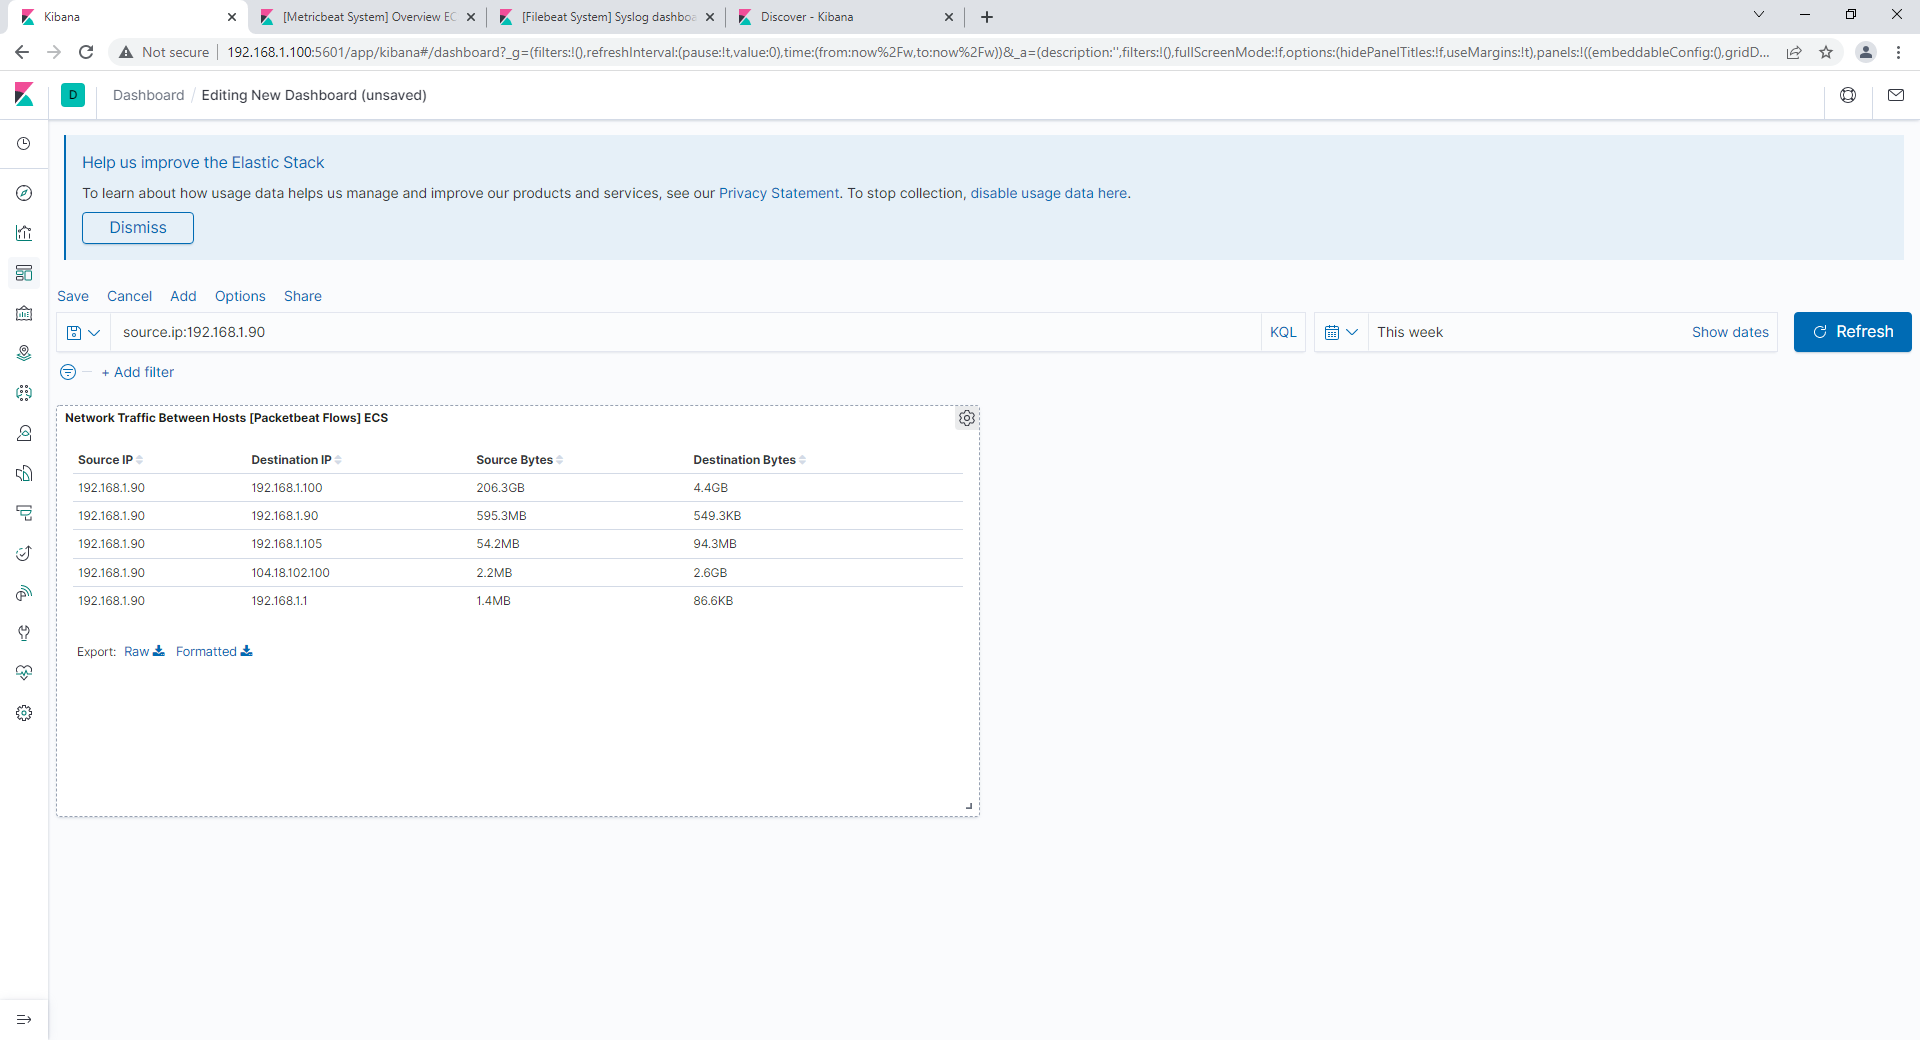 Kibana
[Metricbeat System] Overview EC
[Filebeat System] Syslog dashboa
Discover - Kibana
Not secure
192.168.1.100:5601/app/kibana#/dashboard?_g=(filters:!(),refreshInterval:(pause:!t,value:0),time:(from:now%2Fw,to:now%2Fw))&_a=(description:'',filters:!(),fullScreenMode:!f,options:(hidePanelTitles:!f,useMargins:!t),panels:!((embeddableConfig:(),gridD...
D
Dashboard / Editing New Dashboard (unsaved)
Help us improve the Elastic Stack
To learn about how usage data helps us manage and improve our products and services, see our Privacy Statement. To stop collection, disable usage data here.
Dismiss
Save Cancel Add Options Share
source.ip:192.168.1.90 KQL This week Show dates Refresh
+ Add filter
Network Traffic Between Hosts [Packetbeat Flows] ECS
Source IP Destination IP Source Bytes Destination Bytes
192.168.1.90 192.168.1.100 206.3GB 4.4GB
192.168.1.90 192.168.1.90 595.3MB 549.3KB
192.168.1.90 192.168.1.105 54.2MB 94.3MB
192.168.1.90 104.18.102.100 2.2MB 2.6GB
192.168.1.90 192.168.1.1 1.4MB 86.6KB
Export: Raw Formatted